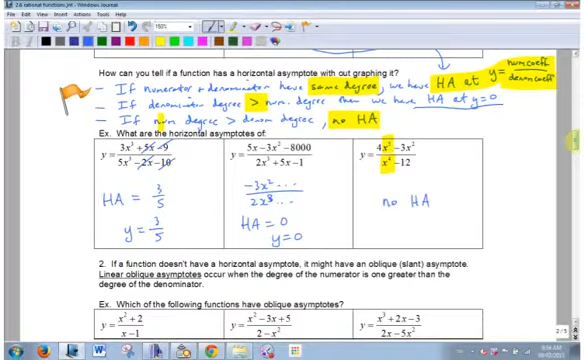 2.6 rational functions - Windows Journal
File Edit View Insert Actions Tools Help
150%
How can you tell if a function has a horizontal asymptote with out graphing it?
- If numerator + denominator have same degree, we have HA at y = num coeff / denom coeff
- If denominator degree > num. degree then we have HA at y=0
- If num degree > denom degree, no HA
Ex. What are the horizontal asymptotes of:
y = (3x³ + 5x - 9)/(5x³ - 2x - 10)
y = (5x - 3x² - 8000)/(2x³ + 5x - 1)
y = (4x⁵ - 3x²)/(x⁴ - 12)
HA = 3/5
y = 3/5
-3x² .../2x³ ...
HA = 0
y = 0
no HA
2. If a function doesn't have a horizontal asymptote, it might have an oblique (slant) asymptote.
Linear oblique asymptotes occur when the degree of the numerator is one greater than the
degree of the denominator.
Ex. Which of the following functions have oblique asymptotes?
y = (x² + 2)/(x - 1)
y = (x² - 3x + 5)/(2 - x²)
y = (x³ + 2x - 3)/(2x - 5x²)
2 / 5